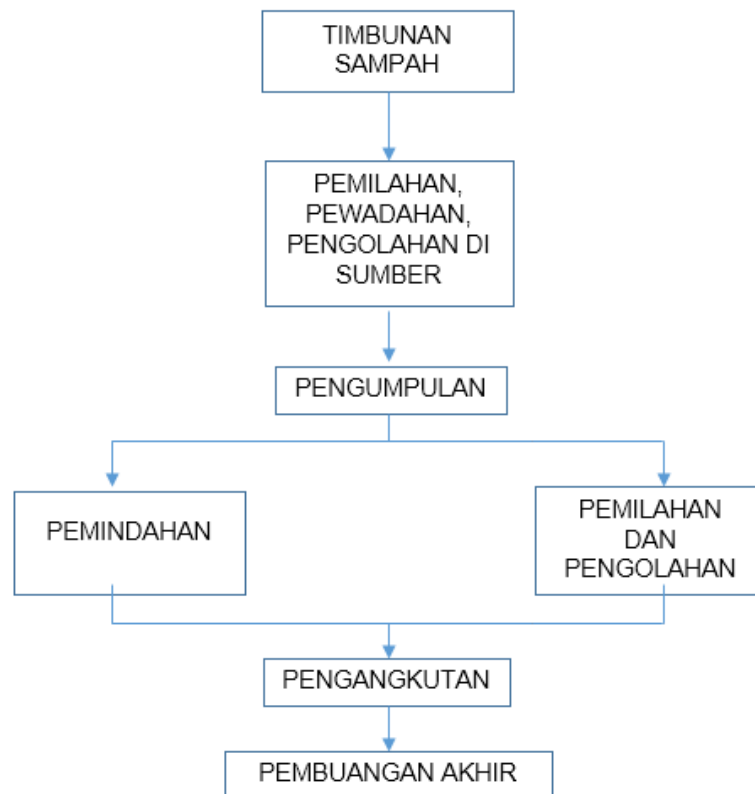 TIMBUNAN
SAMPAH
PEMILAHAN,
PEWADAHAN,
PENGOLAHAN DI
SUMBER
PENGUMPULAN
PEMINDAHAN
PEMILAHAN
DAN
PENGOLAHAN
PENGANGKUTAN
PEMBUANGAN AKHIR